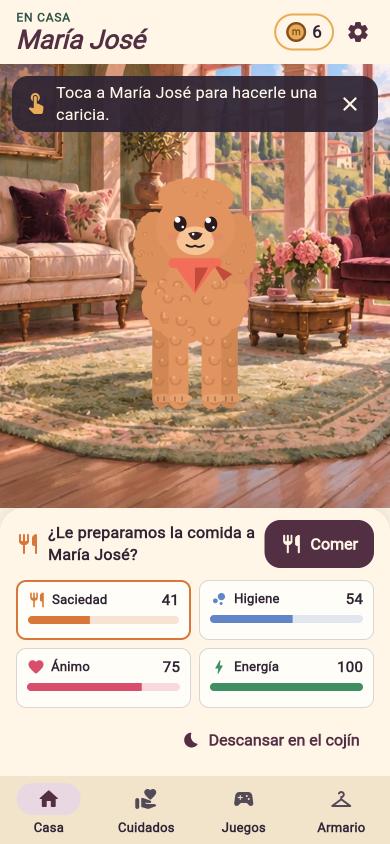 EN CASA
María José
m 6
Toca a María José para hacerle una
caricia.
¿Le preparamos la comida a
María José?
Comer
Saciedad 41
Higiene 54
Ánimo 75
Energía 100
Descansar en el cojín
Casa Cuidados Juegos Armario